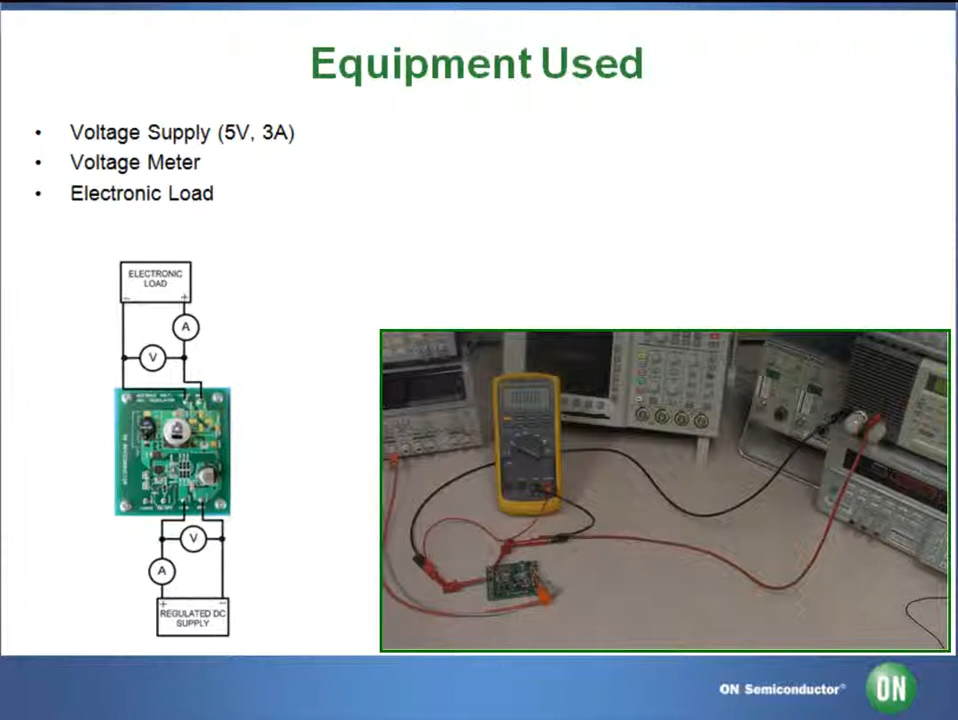 Equipment Used
• Voltage Supply (5V, 3A)
• Voltage Meter
• Electronic Load
ELECTRONIC
LOAD
- +
A
V
V
A
+ -
REGULATED DC
SUPPLY
ON Semiconductor®
ON